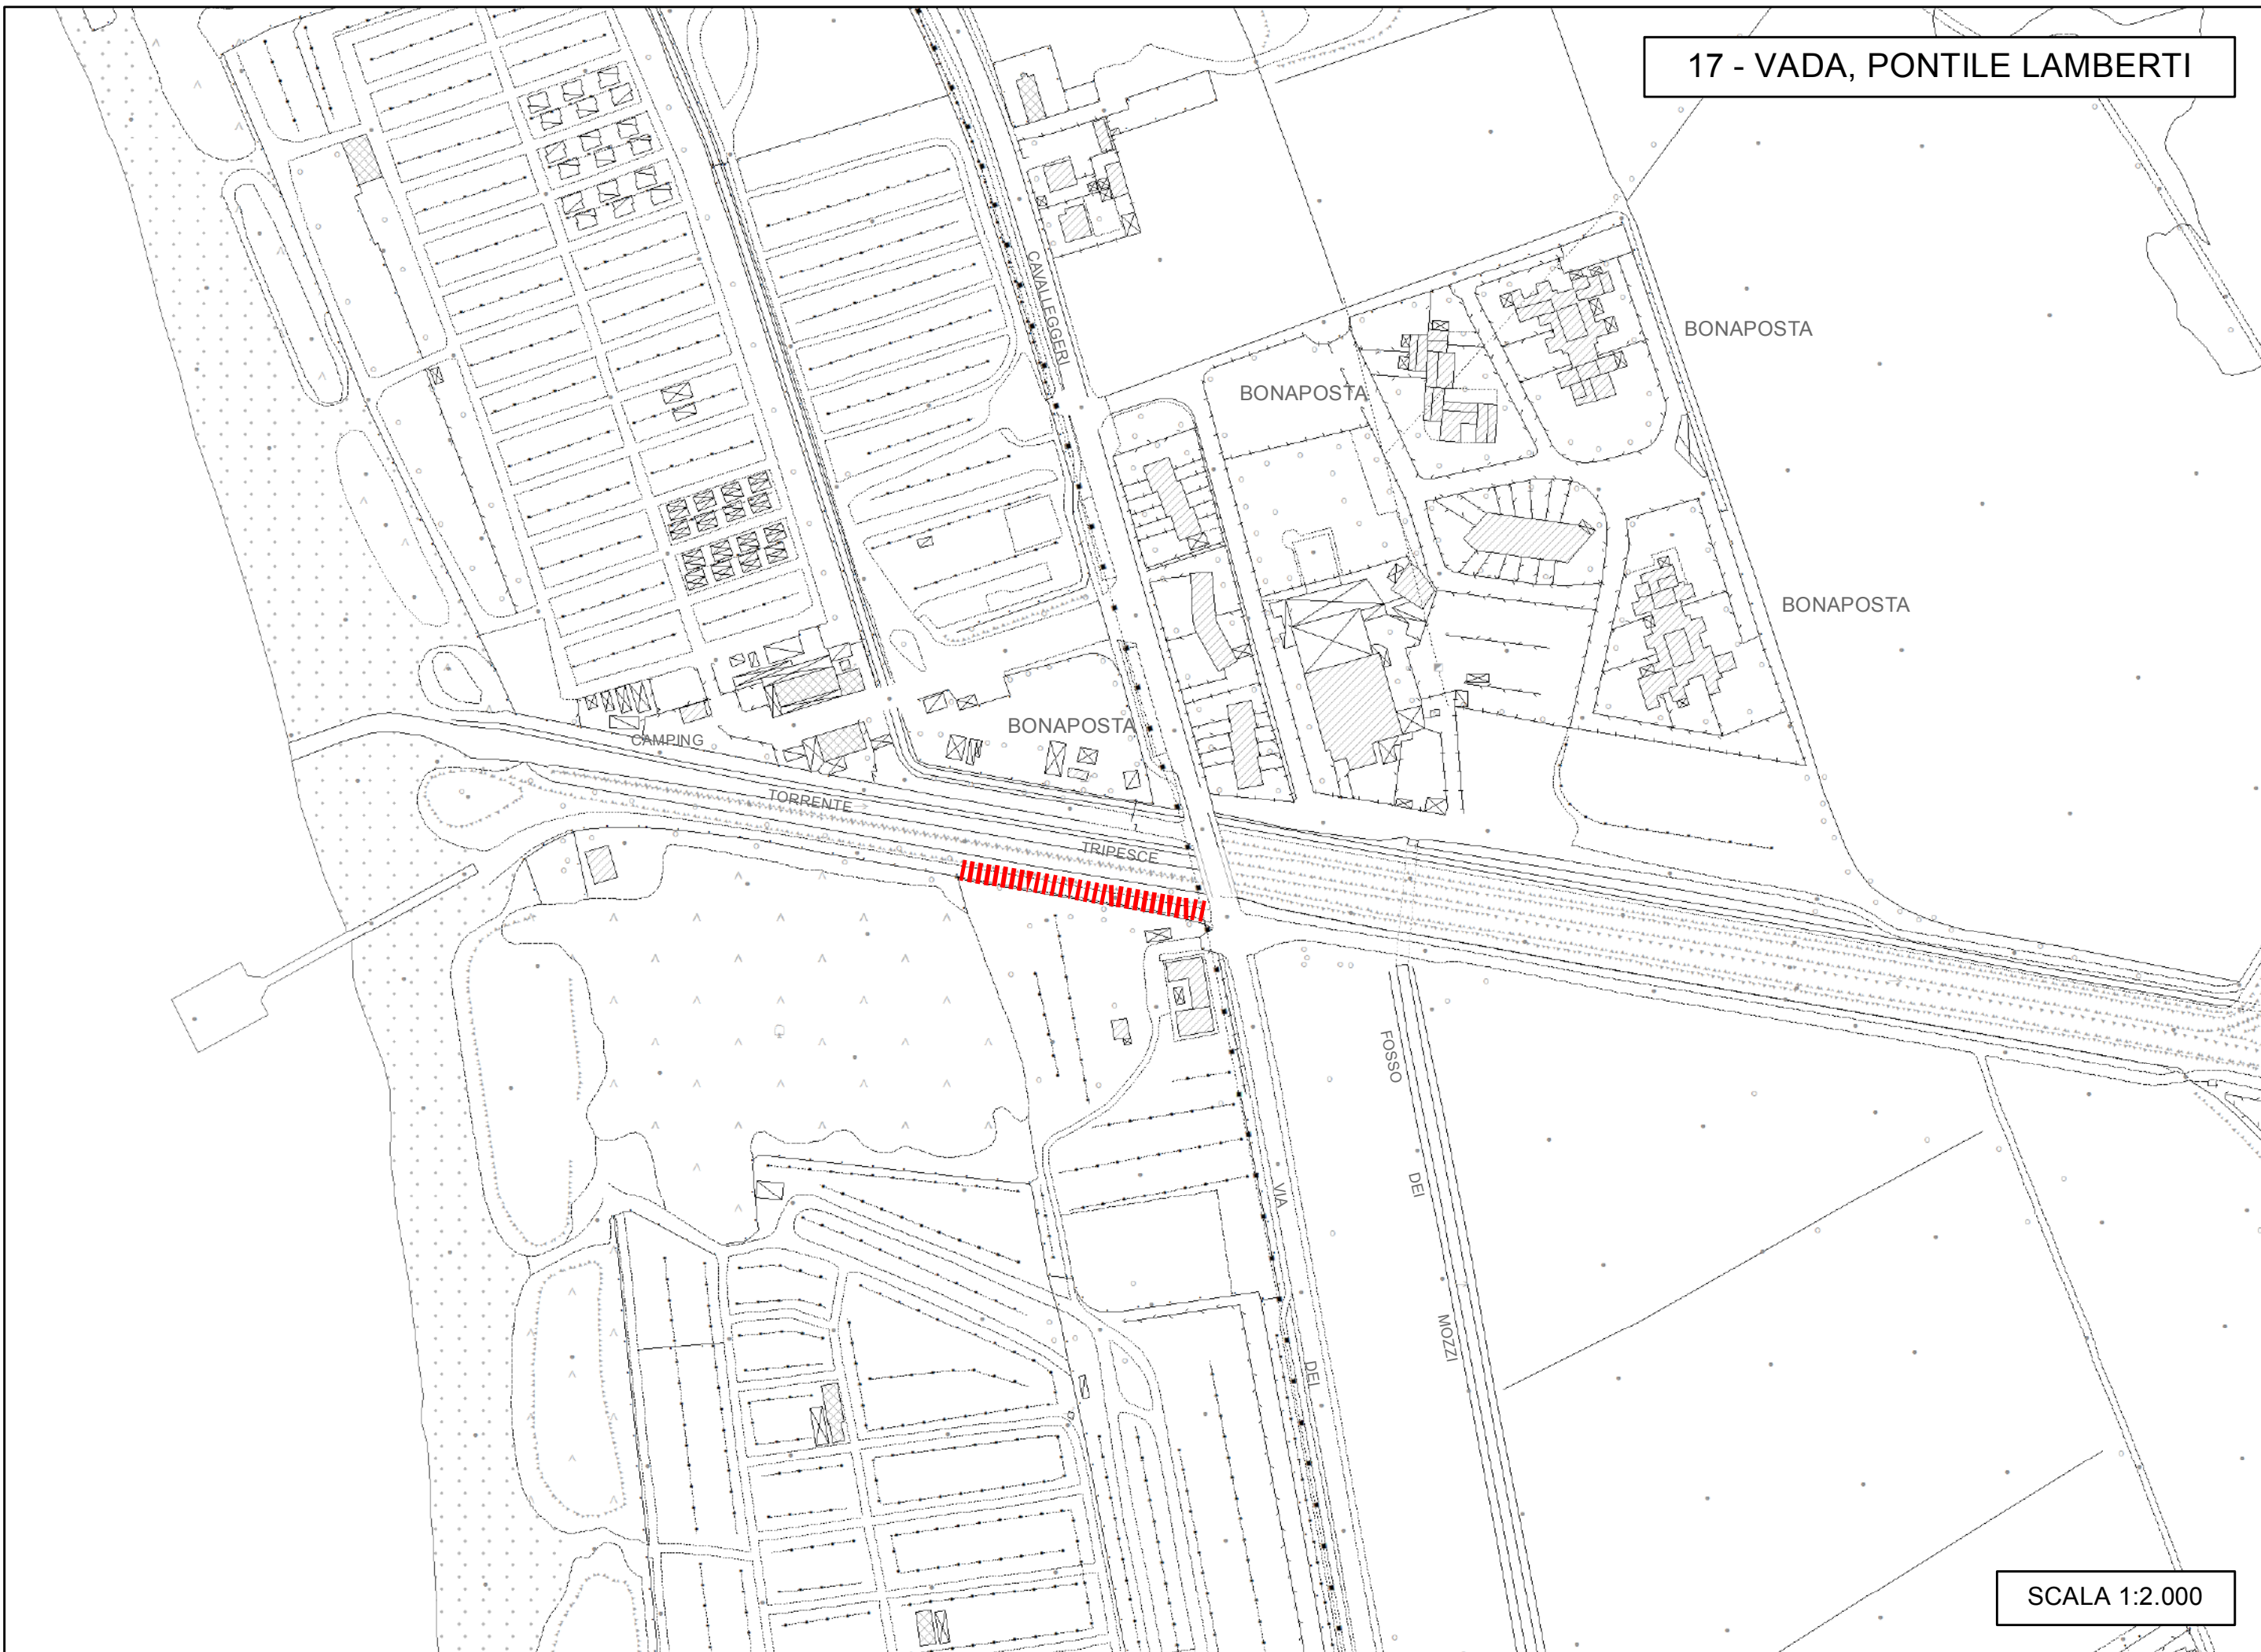 17 - VADA, PONTILE LAMBERTI
CAVALLEGGERI
BONAPOSTA
BONAPOSTA
BONAPOSTA
BONAPOSTA
CAMPING
TORRENTE
TRIPESCE
FOSSO
DEI
MOZZI
VIA
DEI
SCALA 1:2.000